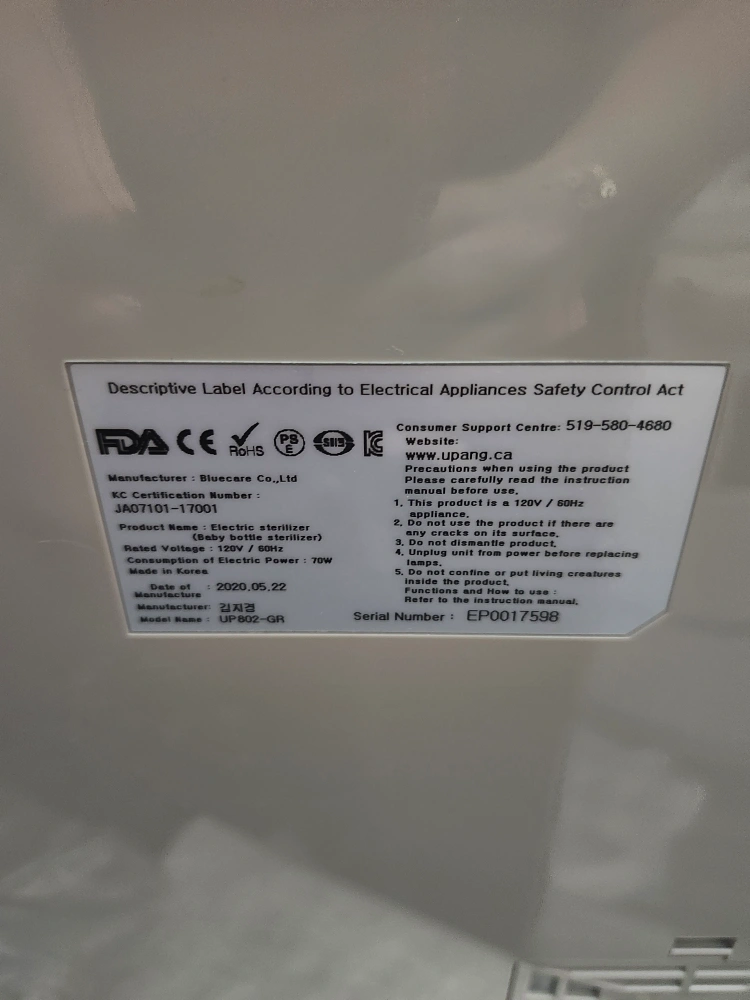 Descriptive Label According to Electrical Appliances Safety Control Act
FDA CE RoHS PS E KC
Manufacturer : Bluecare Co.,Ltd
KC Certification Number :
JA07101-17001
Product Name : Electric sterilizer
(Baby bottle sterilizer)
Rated Voltage : 120V / 60Hz
Consumption of Electric Power : 70W
Made in Korea
Date of Manufacture : 2020.05.22
Manufacturer: 김지경
Model Name : UP802-GR
Consumer Support Centre: 519-580-4680
Website:
www.upang.ca
Precautions when using the product
Please carefully read the instruction
manual before use.
1. This product is a 120V / 60Hz
appliance.
2. Do not use the product if there are
any cracks on its surface.
3. Do not dismantle product.
4. Unplug unit from power before replacing
lamps.
5. Do not confine or put living creatures
inside the product.
Functions and How to use :
Refer to the instruction manual.
Serial Number : EP0017598